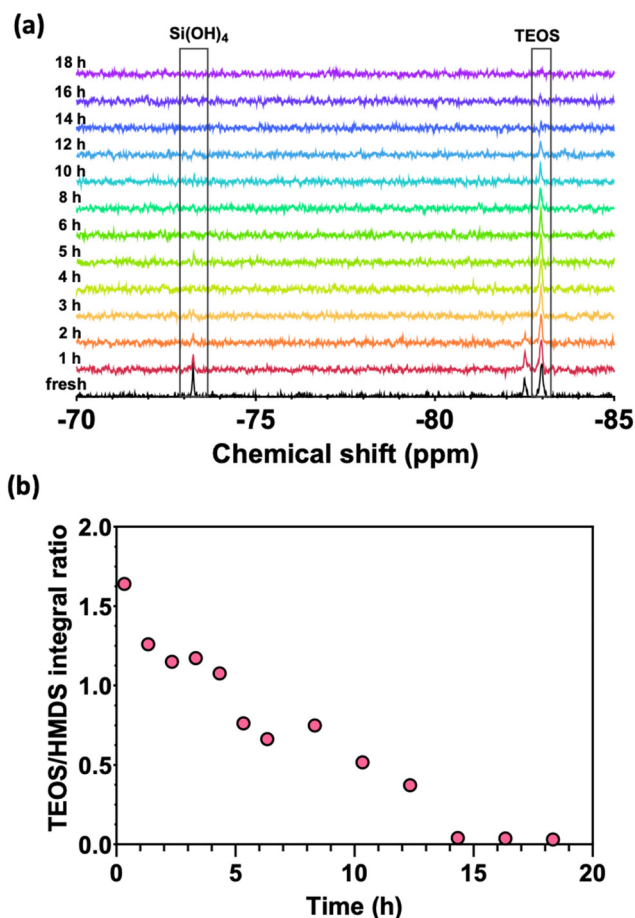 (a)
Si(OH)₄ TEOS
18 h
16 h
14 h
12 h
10 h
8 h
6 h
5 h
4 h
3 h
2 h
1 h
fresh
-70 -75 -80 -85
Chemical shift (ppm)
(b)
TEOS/HMDS integral ratio
2.0
1.5
1.0
0.5
0.0
0 5 10 15 20
Time (h)